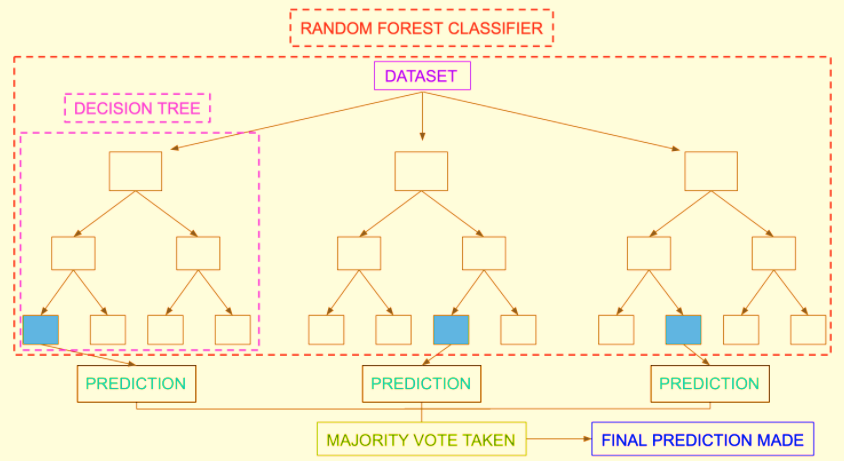 RANDOM FOREST CLASSIFIER
DATASET
DECISION TREE
PREDICTION
PREDICTION
PREDICTION
MAJORITY VOTE TAKEN
FINAL PREDICTION MADE